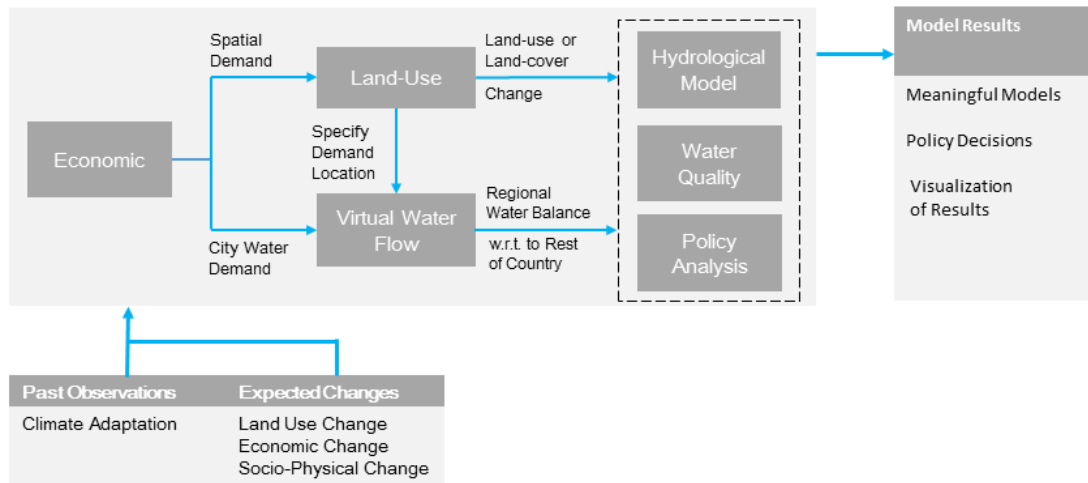 Spatial
Demand
Land-Use
Land-use or
Land-cover
Change
Hydrological
Model
Economic
Specify
Demand
Location
Water
Quality
City Water
Demand
Virtual Water
Flow
Regional
Water Balance
w.r.t. to Rest
of Country
Policy
Analysis
Model Results
Meaningful Models
Policy Decisions
Visualization
of Results
Past Observations
Climate Adaptation
Expected Changes
Land Use Change
Economic Change
Socio-Physical Change